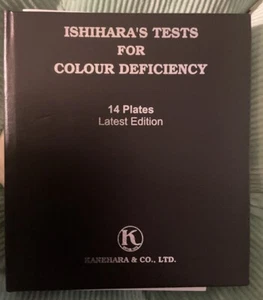 ISHIHARA'S TESTS
FOR
COLOUR DEFICIENCY
14 Plates
Latest Edition
K
KANEHARA & CO., LTD.